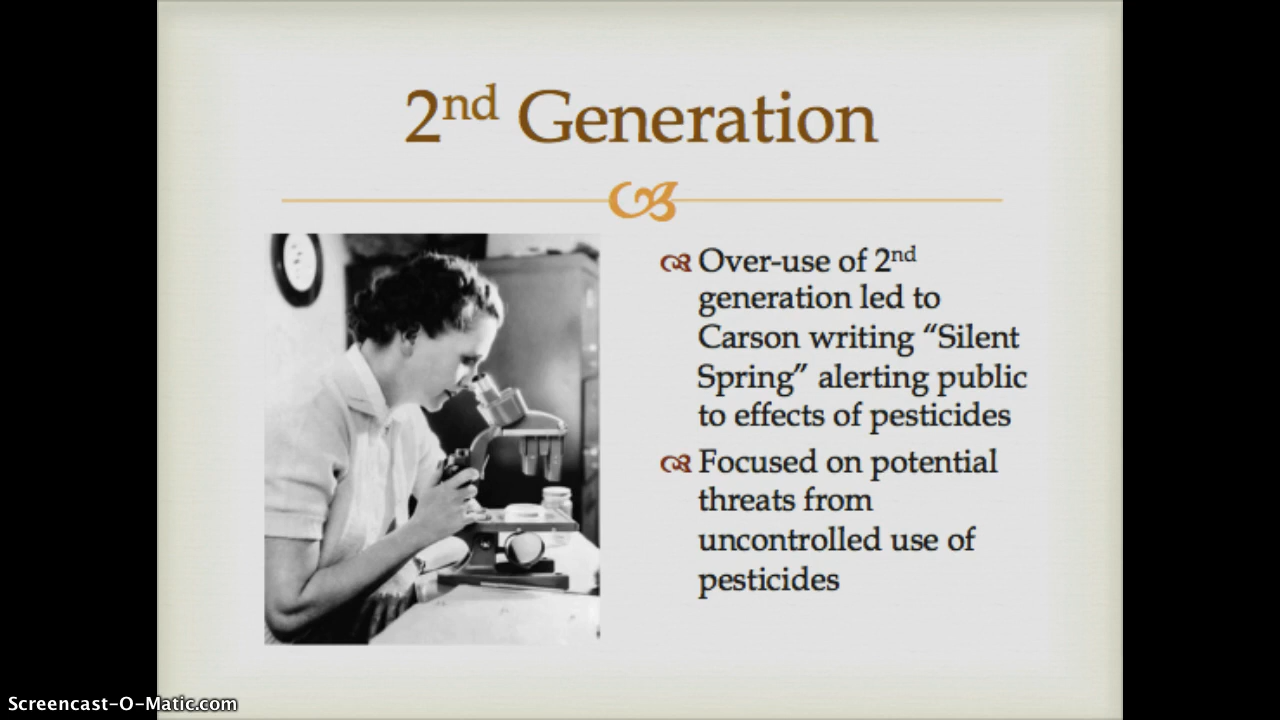 2nd Generation
Over-use of 2nd
generation led to
Carson writing “Silent
Spring” alerting public
to effects of pesticides
Focused on potential
threats from
uncontrolled use of
pesticides
Screencast-O-Matic.com